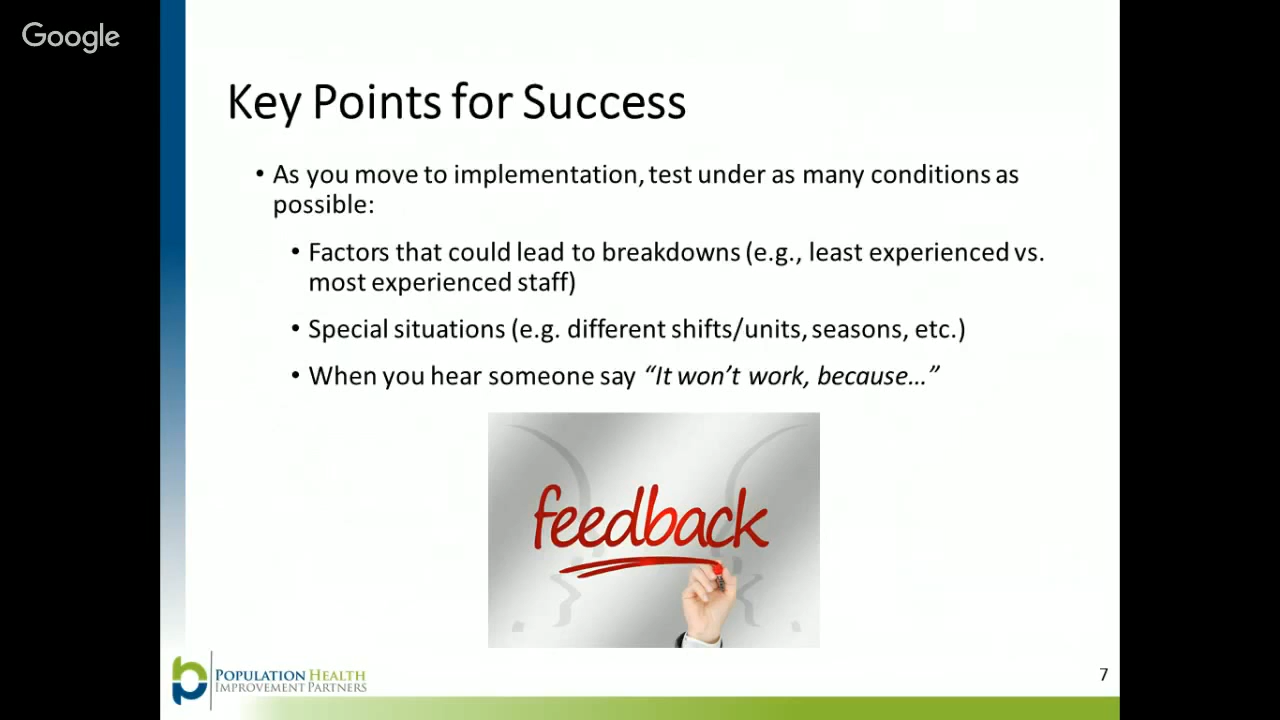 Google
Key Points for Success
• As you move to implementation, test under as many conditions as
possible:
• Factors that could lead to breakdowns (e.g., least experienced vs.
most experienced staff)
• Special situations (e.g. different shifts/units, seasons, etc.)
• When you hear someone say “It won’t work, because...”
feedback
POPULATION HEALTH
IMPROVEMENT PARTNERS
7